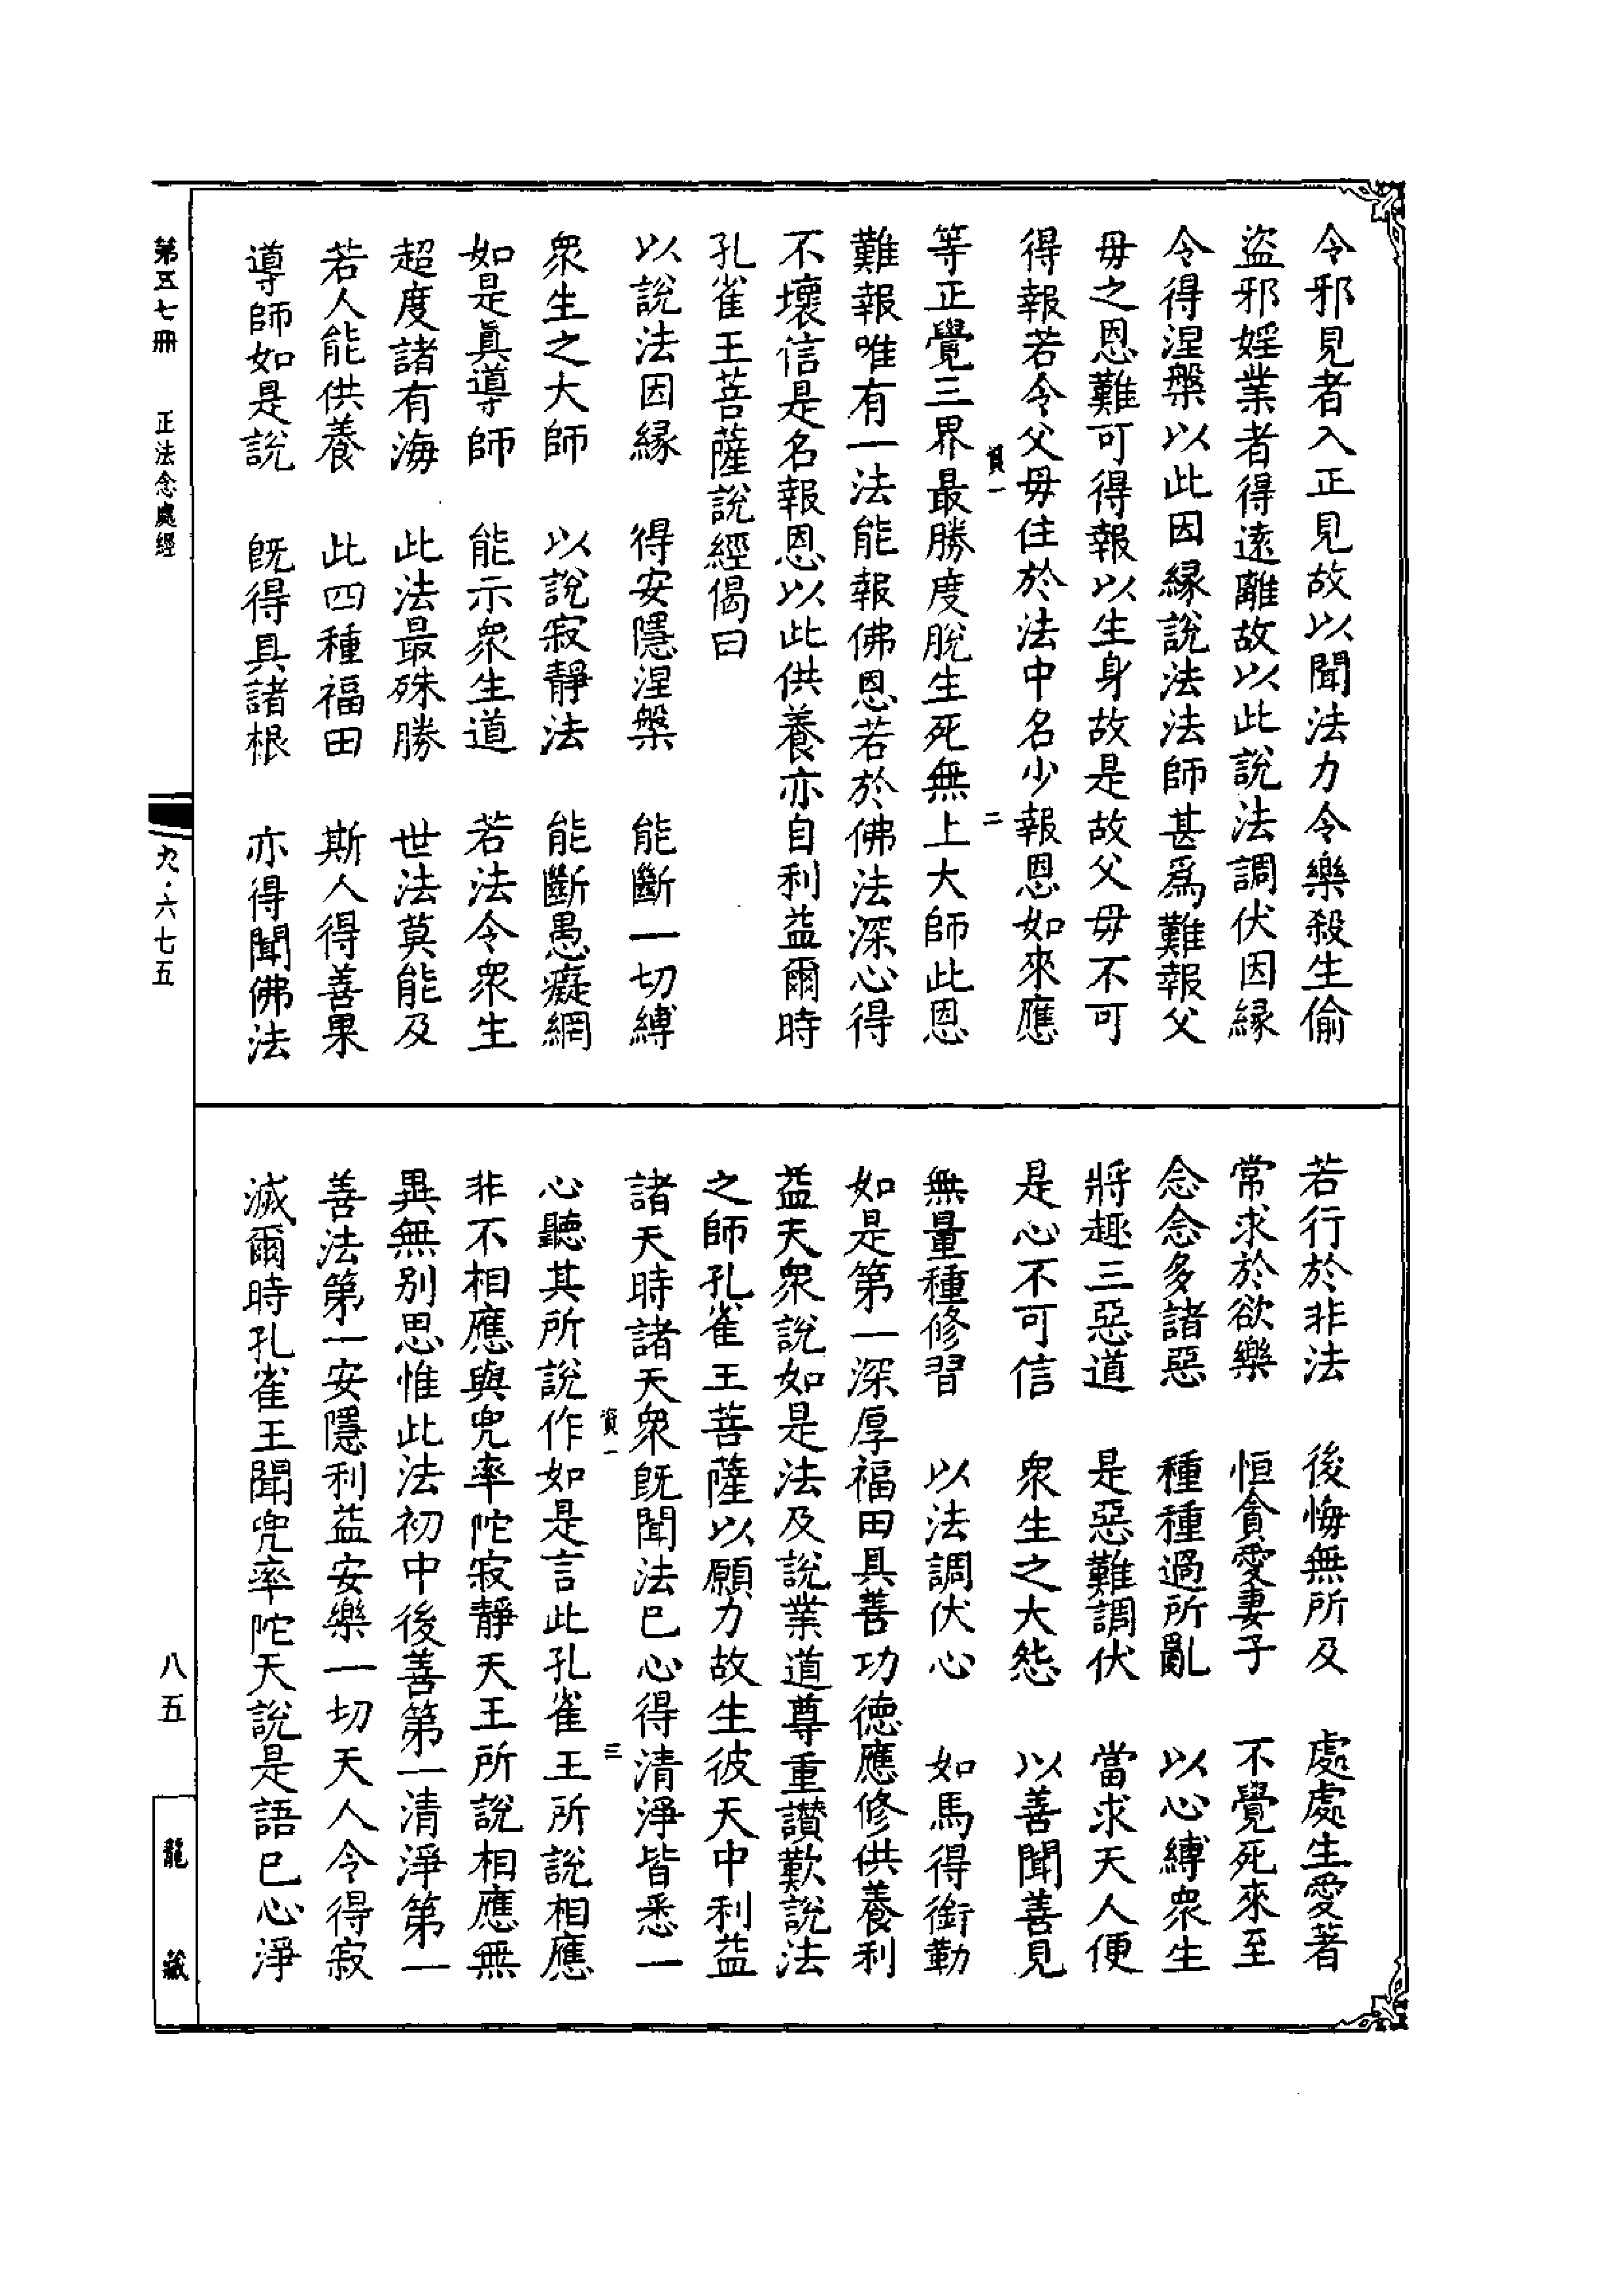 令邪見者入正見故以聞法力令樂殺生偷
盜邪婬業者得遠離故以此說法調伏因緣
令得涅槃以此因緣說法法師甚爲難報父
毋之恩難可得報以生身故是故父毋不可
得報若令父毋住於法中名少報恩如來應
等正覺三界最勝度脫生死無上大師此恩
難報唯有一法能報佛恩若於佛法深心得
不壞信是名報恩以此供養亦自利益爾時
孔雀王菩薩說經偈曰
以說法因緣　得安隱涅槃　能斷一切縛
衆生之大師　以說寂靜法　能斷愚癡網
如是眞導師　能示衆生道　若法令衆生
超度諸有海　此法最殊勝　世法莫能及
若人能供養　此四種福田　斯人得善果
導師如是說　旣得具諸根　亦得聞佛法
若行於非法　後悔無所及　處處生愛著
常求於欲樂　恒貪愛妻子　不覺死來至
念念多諸惡　種種過所亂　以心縛衆生
將趣三惡道　是惡難調伏　當求天人便
是心不可信　衆生之大怨　以善聞善見
無量種修習　以法調伏心　如馬得銜勒
如是第一深厚福田具善功德應修供養利
益天衆說如是法及說業道尊重讚歎說法
之師孔雀王菩薩以願力故生彼天中利益
諸天時諸天衆旣聞法已心得清淨皆悉一
心聽其所說作如是言此孔雀王所說相應
非不相應與兜率陀寂靜天王所說相應無
異無別思惟此法初中後善第一清淨第一
善法第一安隱利益安樂一切天人令得寂
滅爾時孔雀王聞兜率陀天說是語已心淨
第五七冊　正法念處經
九·六七五
八五
龍藏
二
資一
三